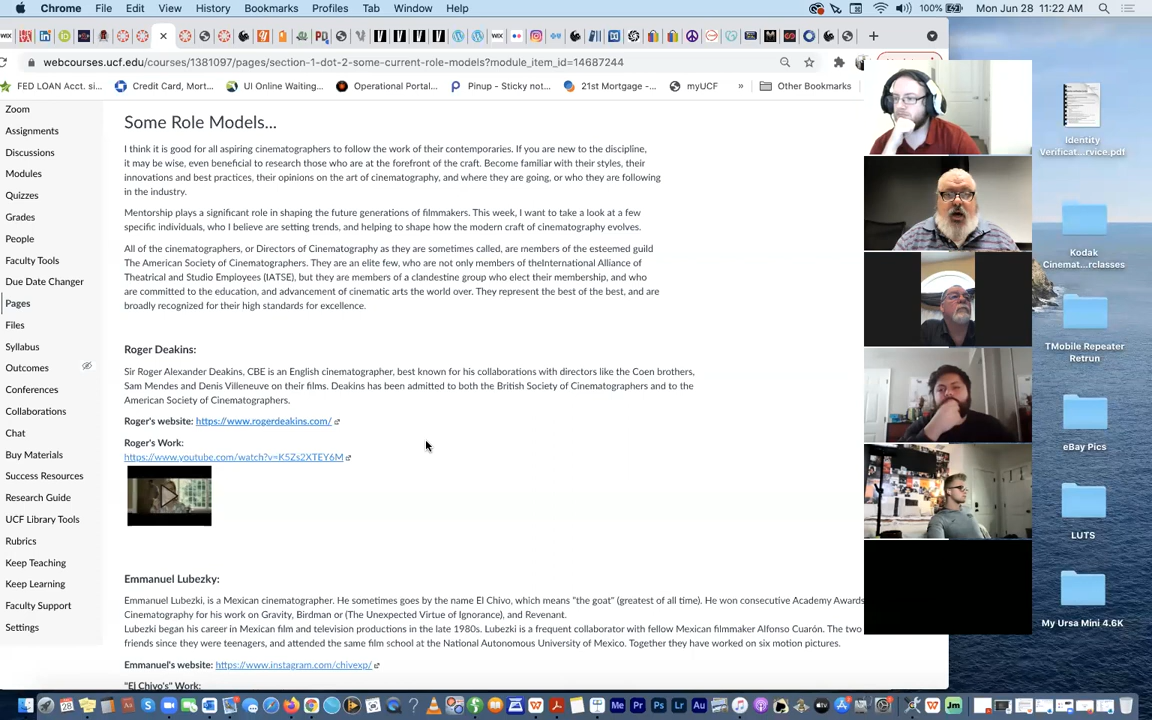 Chrome File Edit View History Bookmarks Profiles Tab Window Help 100% Mon Jun 28 11:22 AM
webcourses.ucf.edu/courses/1381097/pages/section-1-dot-2-some-current-role-models?module_item_id=14687244
FED LOAN Acct. si... Credit Card, Mort... UI Online Waiting... Operational Portal... Pinup - Sticky not... 21st Mortgage -... myUCF » Other Bookmarks
Zoom
Assignments
Discussions
Modules
Quizzes
Grades
People
Faculty Tools
Due Date Changer
Pages
Files
Syllabus
Outcomes
Conferences
Collaborations
Chat
Buy Materials
Success Resources
Research Guide
UCF Library Tools
Rubrics
Keep Teaching
Keep Learning
Faculty Support
Settings
Some Role Models...
I think it is good for all aspiring cinematographers to follow the work of their contemporaries. If you are new to the discipline,
it may be wise, even beneficial to research those who are at the forefront of the craft. Become familiar with their styles, their
innovations and best practices, their opinions on the art of cinematography, and where they are going, or who they are following
in the industry.
Mentorship plays a significant role in shaping the future generations of filmmakers. This week, I want to take a look at a few
specific individuals, who I believe are setting trends, and helping to shape how the modern craft of cinematography evolves.
All of the cinematographers, or Directors of Cinematography as they are sometimes called, are members of the esteemed guild
The American Society of Cinematographers. They are an elite few, who are not only members of theInternational Alliance of
Theatrical and Studio Employees (IATSE), but they are members of a clandestine group who elect their membership, and who
are committed to the education, and advancement of cinematic arts the world over. They represent the best of the best, and are
broadly recognized for their high standards for excellence.
Roger Deakins:
Sir Roger Alexander Deakins, CBE is an English cinematographer, best known for his collaborations with directors like the Coen brothers,
Sam Mendes and Denis Villeneuve on their films. Deakins has been admitted to both the British Society of Cinematographers and to the
American Society of Cinematographers.
Roger's website: https://www.rogerdeakins.com/
Roger's Work:
https://www.youtube.com/watch?v=K5Zs2XTEY6M
Emmanuel Lubezky:
Emmanuel Lubezki, is a Mexican cinematographer. He sometimes goes by the name El Chivo, which means "the goat" (greatest of all time). He won consecutive Academy Awards
Cinematography for his work on Gravity, Birdman or (The Unexpected Virtue of Ignorance), and Revenant.
Lubezki began his career in Mexican film and television productions in the late 1980s. Lubezki is a frequent collaborator with fellow Mexican filmmaker Alfonso Cuarón. The two
friends since they were teenagers, and attended the same film school at the National Autonomous University of Mexico. Together they have worked on six motion pictures.
Emmanuel's website: https://www.instagram.com/chivexp/
"El Chivo's" Work:
Identity
Verificat...rvice.pdf
Kodak
Cinemat...rclasses
TMobile Repeater
Retrun
eBay Pics
LUTS
My Ursa Mini 4.6K
Me Pr Ps Lr Au Jm